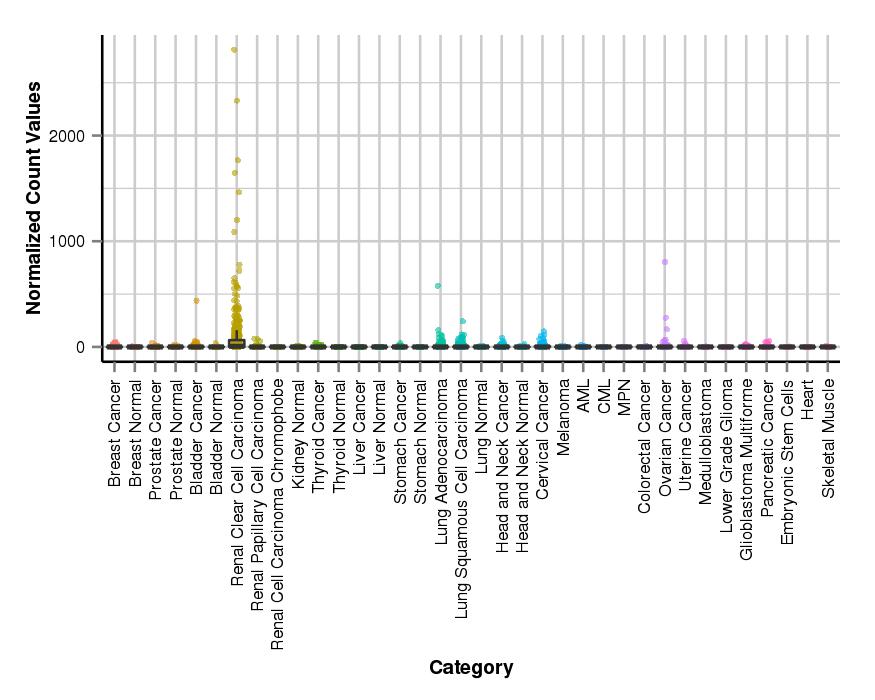 Normalized Count Values
2000
1000
0
Breast Cancer
Breast Normal
Prostate Cancer
Prostate Normal
Bladder Cancer
Bladder Normal
Renal Clear Cell Carcinoma
Renal Papillary Cell Carcinoma
Renal Cell Carcinoma Chromophobe
Kidney Normal
Thyroid Cancer
Thyroid Normal
Liver Cancer
Liver Normal
Stomach Cancer
Stomach Normal
Lung Adenocarcinoma
Lung Squamous Cell Carcinoma
Lung Normal
Head and Neck Cancer
Head and Neck Normal
Cervical Cancer
Melanoma
AML
CML
MPN
Colorectal Cancer
Ovarian Cancer
Uterine Cancer
Medulloblastoma
Lower Grade Glioma
Glioblastoma Multiforme
Pancreatic Cancer
Embryonic Stem Cells
Heart
Skeletal Muscle
Category